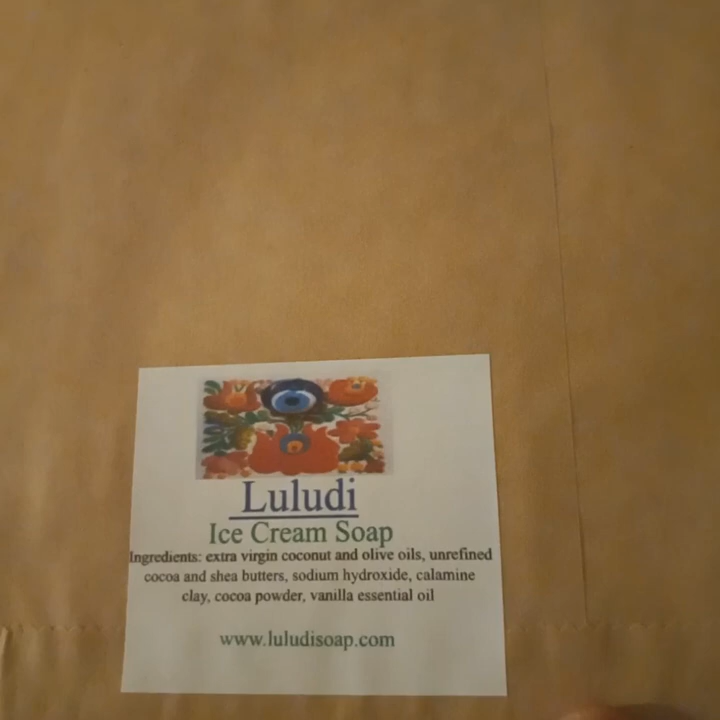 Luludi
Ice Cream Soap
Ingredients: extra virgin coconut and olive oils, unrefined
cocoa and shea butters, sodium hydroxide, calamine
clay, cocoa powder, vanilla essential oil
www.luludisoap.com